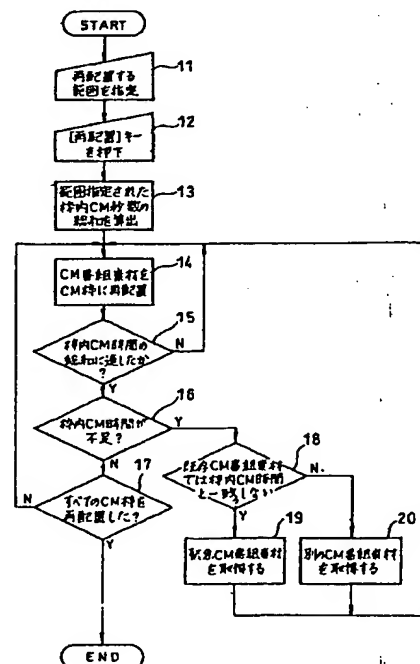 START
11
再配置する
範囲を指定
12
[再配置]キー
を押下
13
範囲指定された
枠内CM秒数の
総和を算出
14
CM番組素材を
CM枠に再配置
15
枠内CM時間の
総和に達したか
?
N
Y
16
枠内CM時間が
不足?
Y
N
17
すべてのCM枠を
再配置した?
N
Y
18
既存CM番組素材
では枠内CM時間
と一致しない
?
N
Y
19
CM番組素材
を取得する
20
別のCM番組素材
を取得する
END